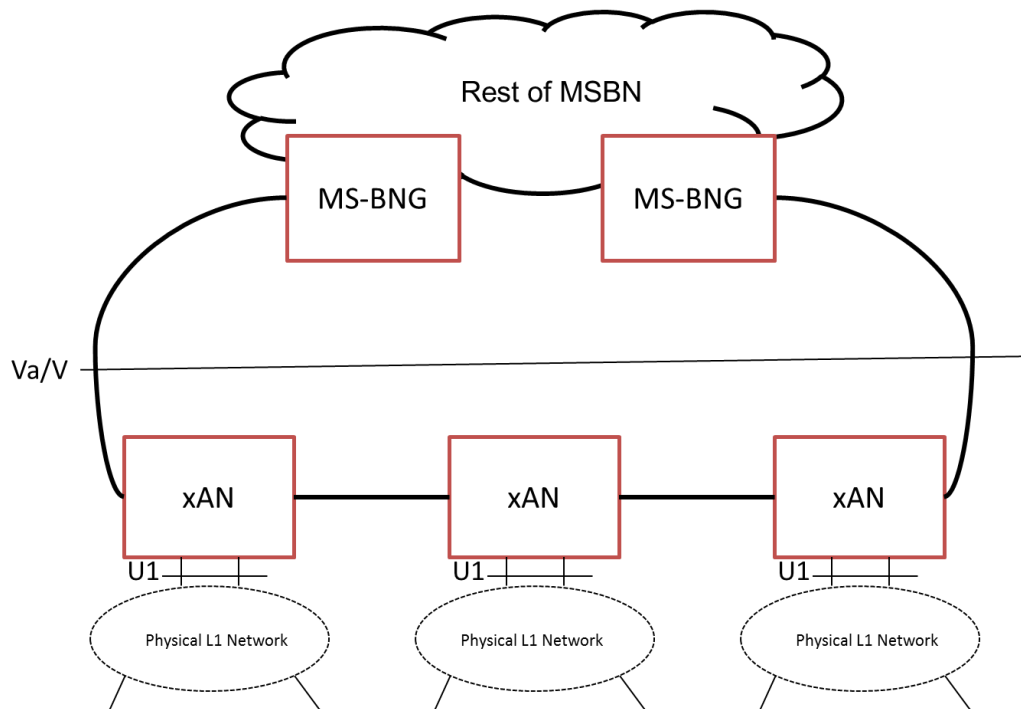 Rest of MSBN
MS-BNG
MS-BNG
Va/V
xAN
xAN
xAN
U1
U1
U1
Physical L1 Network
Physical L1 Network
Physical L1 Network